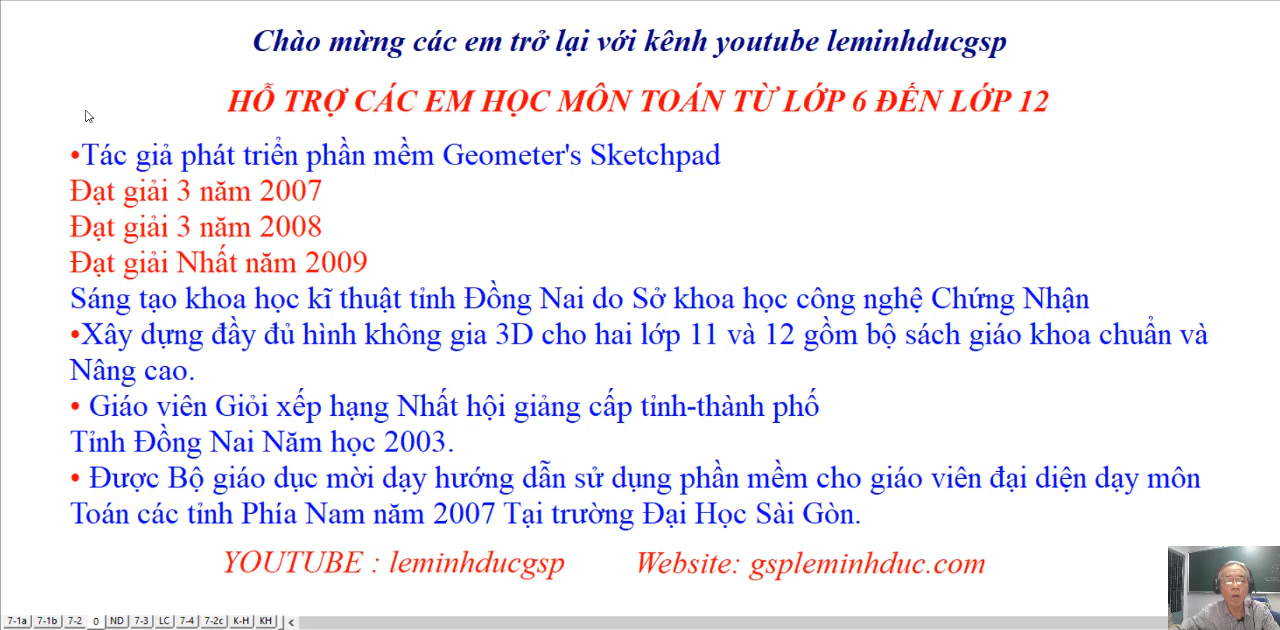 Chào mừng các em trở lại với kênh youtube leminhducgsp
HỖ TRỢ CÁC EM HỌC MÔN TOÁN TỪ LỚP 6 ĐẾN LỚP 12
•Tác giả phát triển phần mềm Geometer's Sketchpad
Đạt giải 3 năm 2007
Đạt giải 3 năm 2008
Đạt giải Nhất năm 2009
Sáng tạo khoa học kĩ thuật tỉnh Đồng Nai do Sở khoa học công nghệ Chứng Nhận
•Xây dựng đầy đủ hình không gia 3D cho hai lớp 11 và 12 gồm bộ sách giáo khoa chuẩn và
Nâng cao.
• Giáo viên Giỏi xếp hạng Nhất hội giảng cấp tỉnh-thành phố
Tỉnh Đồng Nai Năm học 2003.
• Được Bộ giáo dục mời dạy hướng dẫn sử dụng phần mềm cho giáo viên đại diện dạy môn
Toán các tỉnh Phía Nam năm 2007 Tại trường Đại Học Sài Gòn.
YOUTUBE : leminhducgsp Website: gspleminhduc.com
7-1a 7-1b 7-2 0 ND 7-3 LC 7-4 7-2c K-H KH <